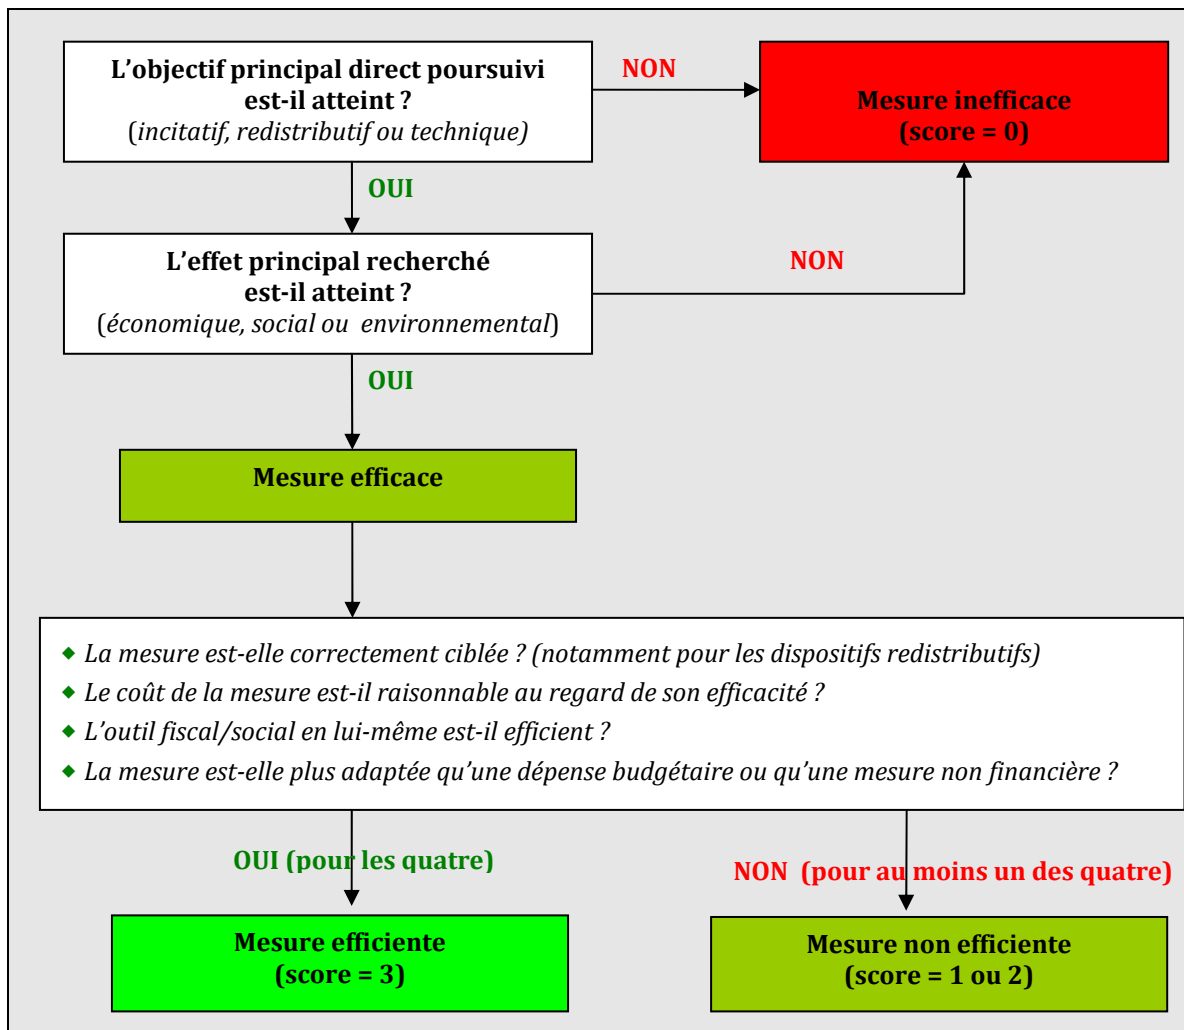 L’objectif principal direct poursuivi
est-il atteint ?
(incitatif, redistributif ou technique)
NON
Mesure inefficace
(score = 0)
OUI
L’effet principal recherché
est-il atteint ?
(économique, social ou environnemental)
NON
OUI
Mesure efficace
La mesure est-elle correctement ciblée ? (notamment pour les dispositifs redistributifs)
Le coût de la mesure est-il raisonnable au regard de son efficacité ?
L’outil fiscal/social en lui-même est-il efficient ?
La mesure est-elle plus adaptée qu’une dépense budgétaire ou qu’une mesure non financière ?
OUI (pour les quatre)
NON (pour au moins un des quatre)
Mesure efficiente
(score = 3)
Mesure non efficiente
(score = 1 ou 2)